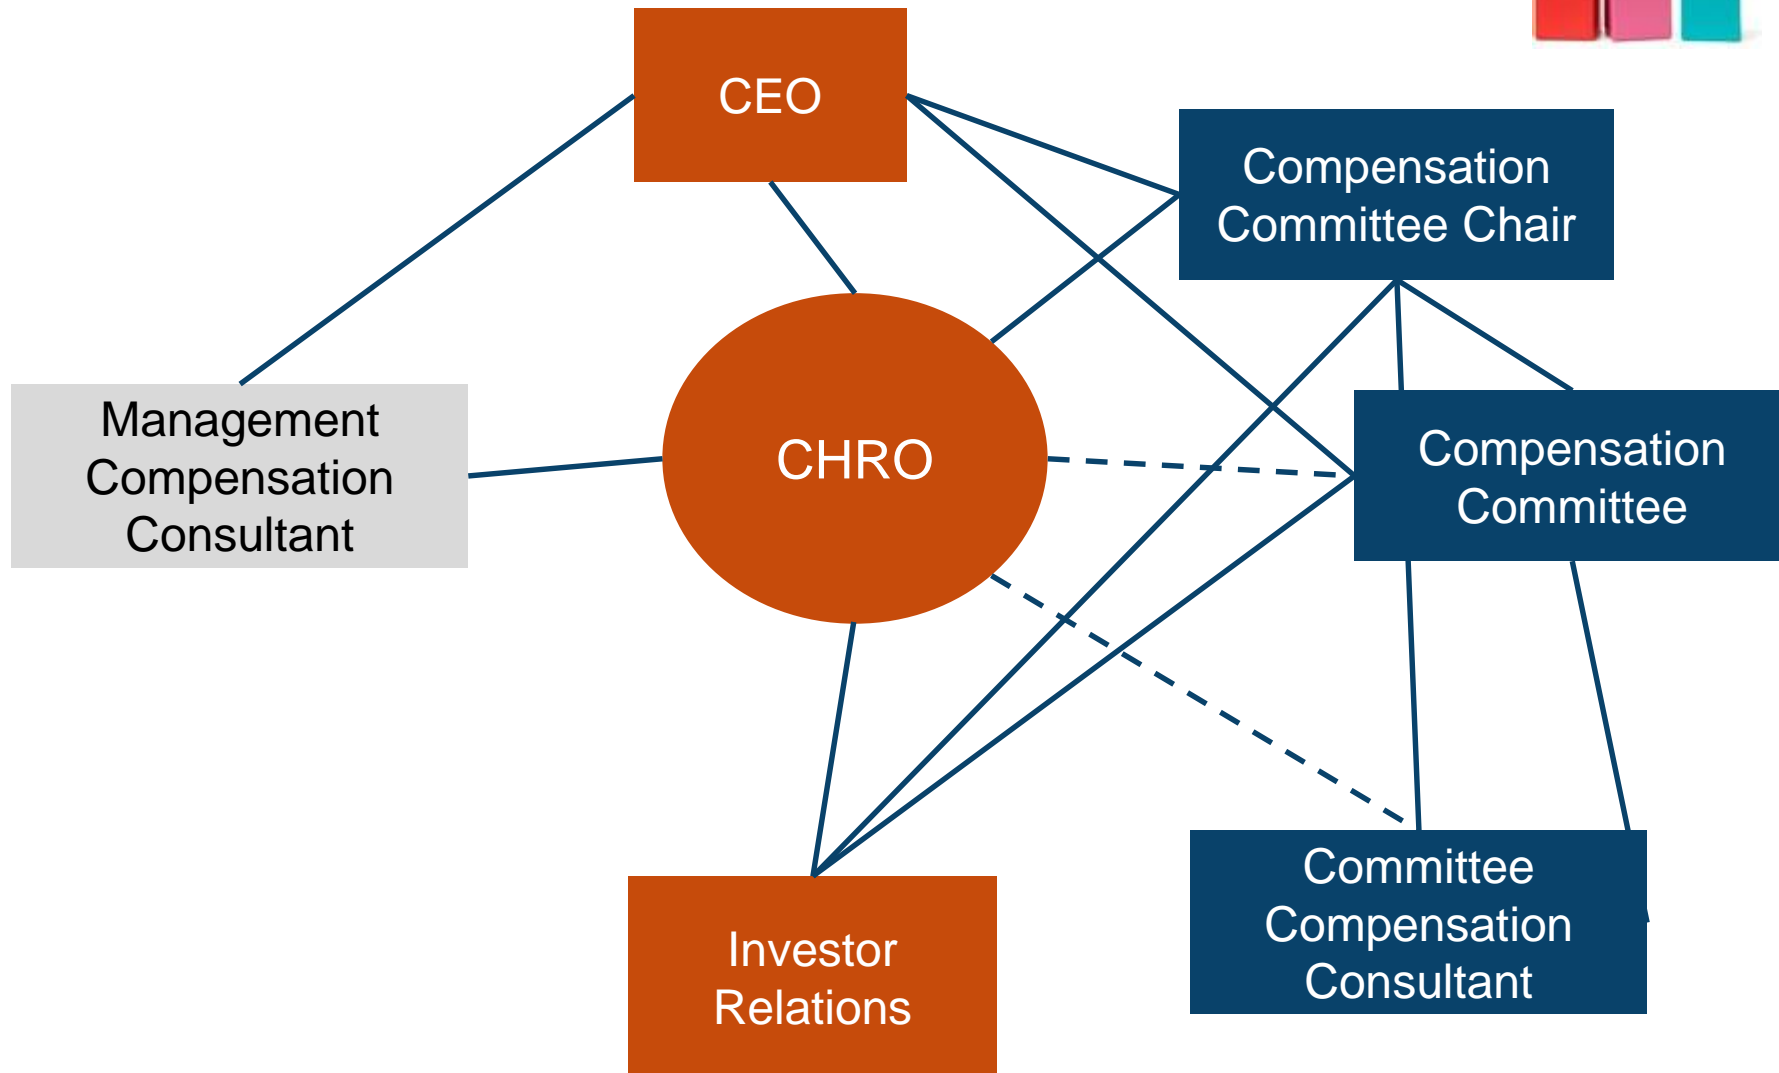 CEO
Compensation
Committee Chair
Management
Compensation
Consultant
CHRO
Compensation
Committee
Investor
Relations
Committee
Compensation
Consultant